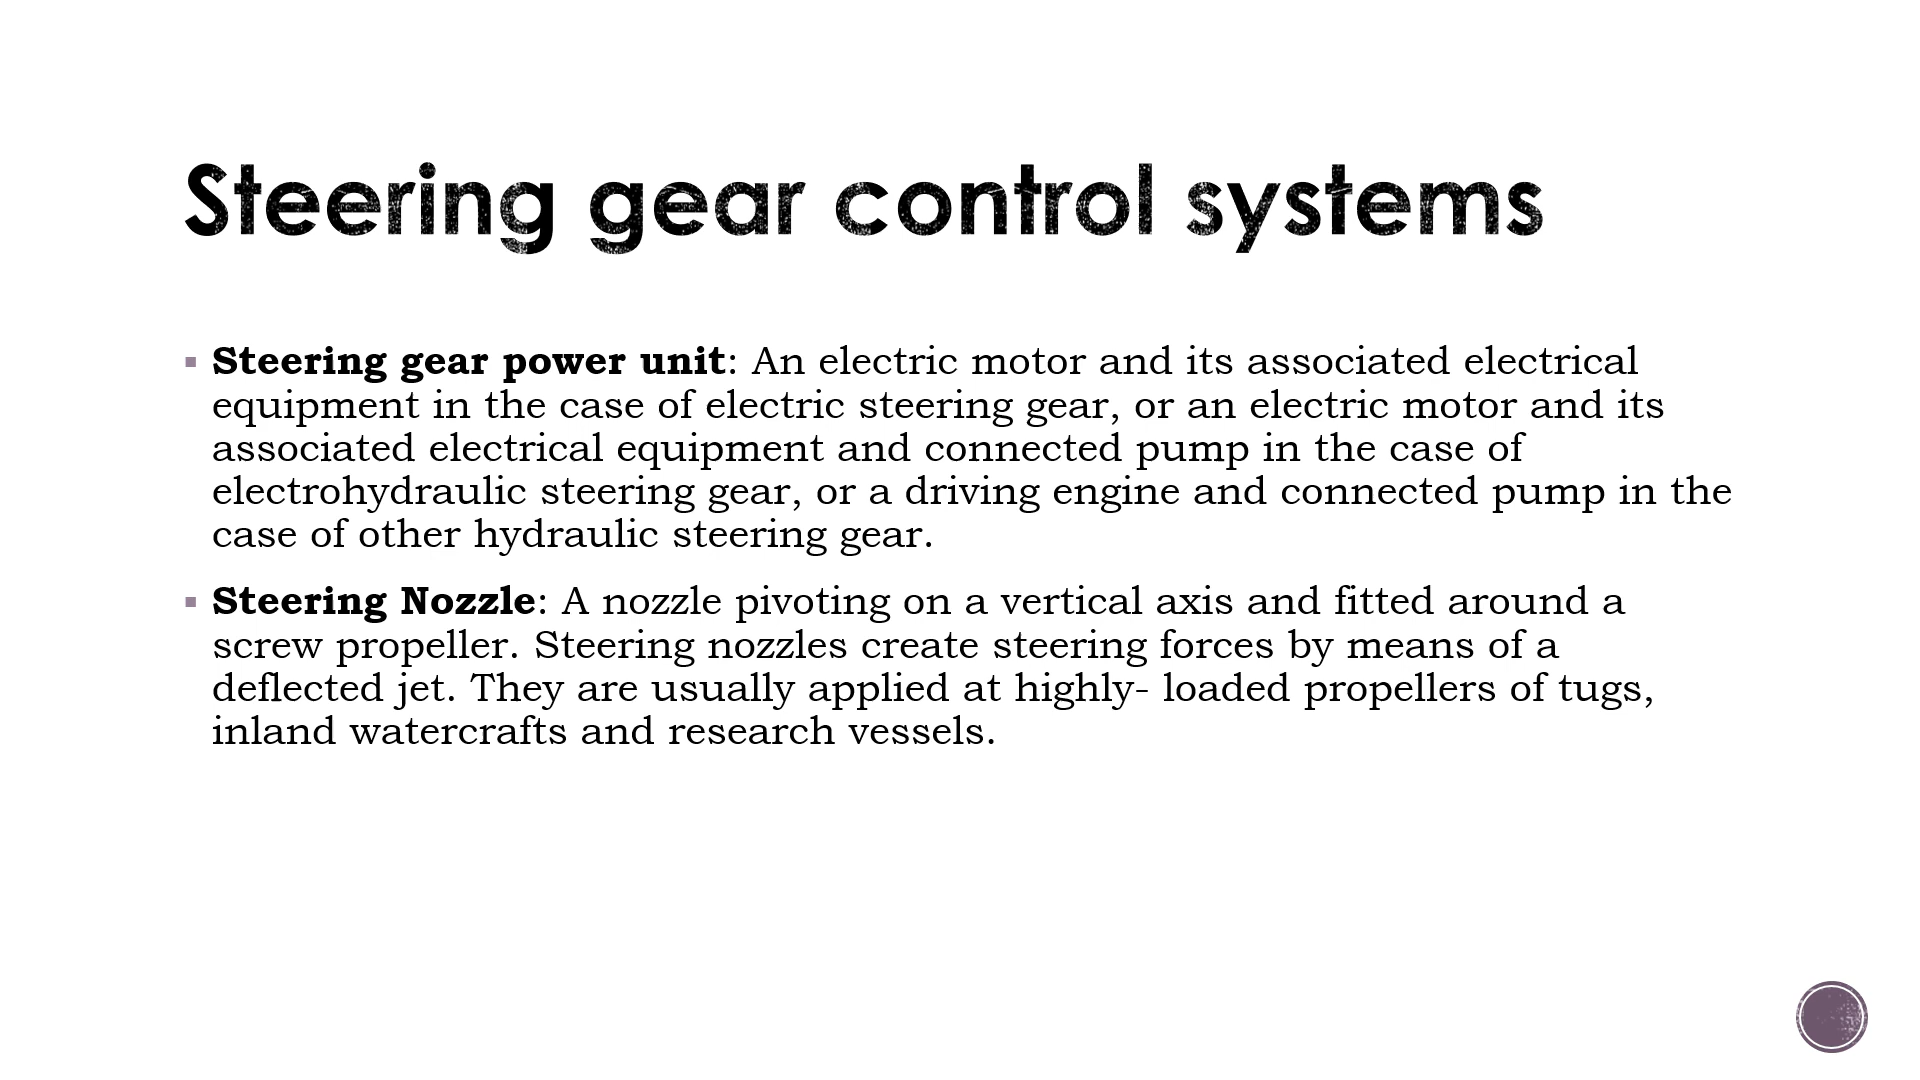 Steering gear control systems
▪ Steering gear power unit: An electric motor and its associated electrical
equipment in the case of electric steering gear, or an electric motor and its
associated electrical equipment and connected pump in the case of
electrohydraulic steering gear, or a driving engine and connected pump in the
case of other hydraulic steering gear.
▪ Steering Nozzle: A nozzle pivoting on a vertical axis and fitted around a
screw propeller. Steering nozzles create steering forces by means of a
deflected jet. They are usually applied at highly- loaded propellers of tugs,
inland watercrafts and research vessels.